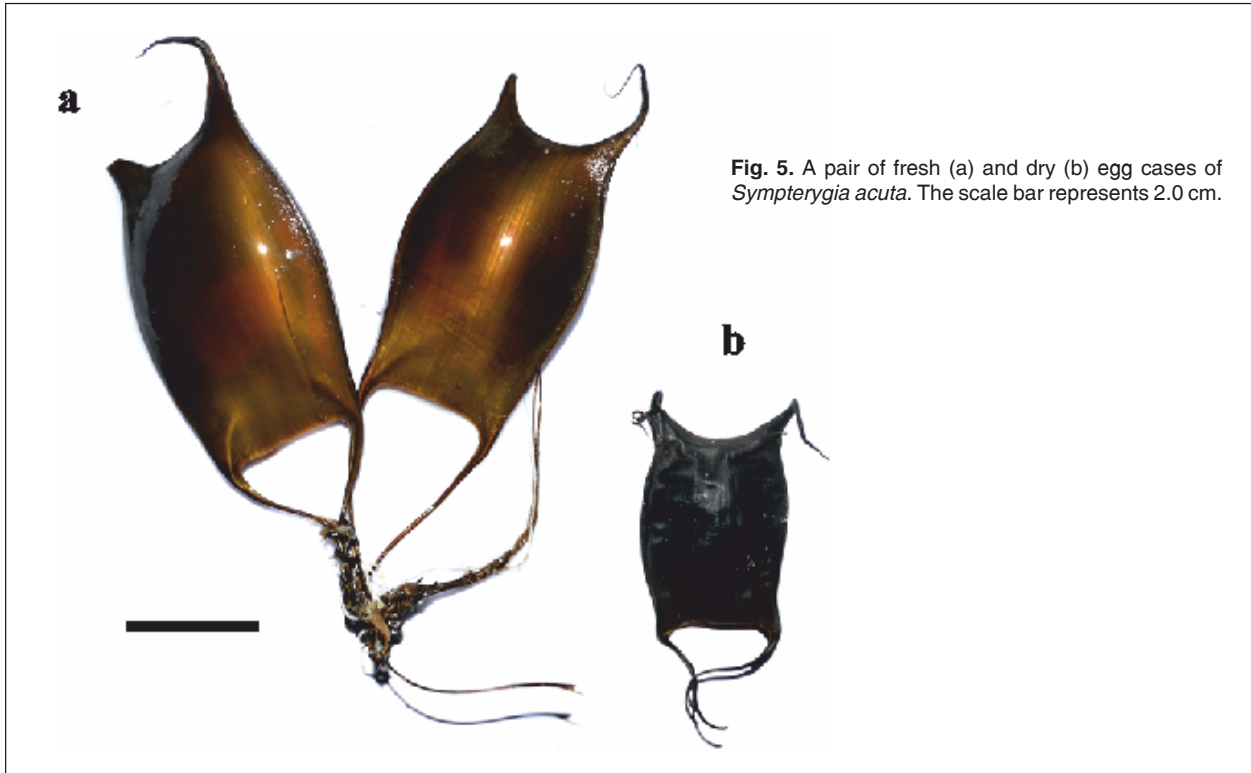 a
Fig. 5. A pair of fresh (a) and dry (b) egg cases of
Sympterygia acuta. The scale bar represents 2.0 cm.
b